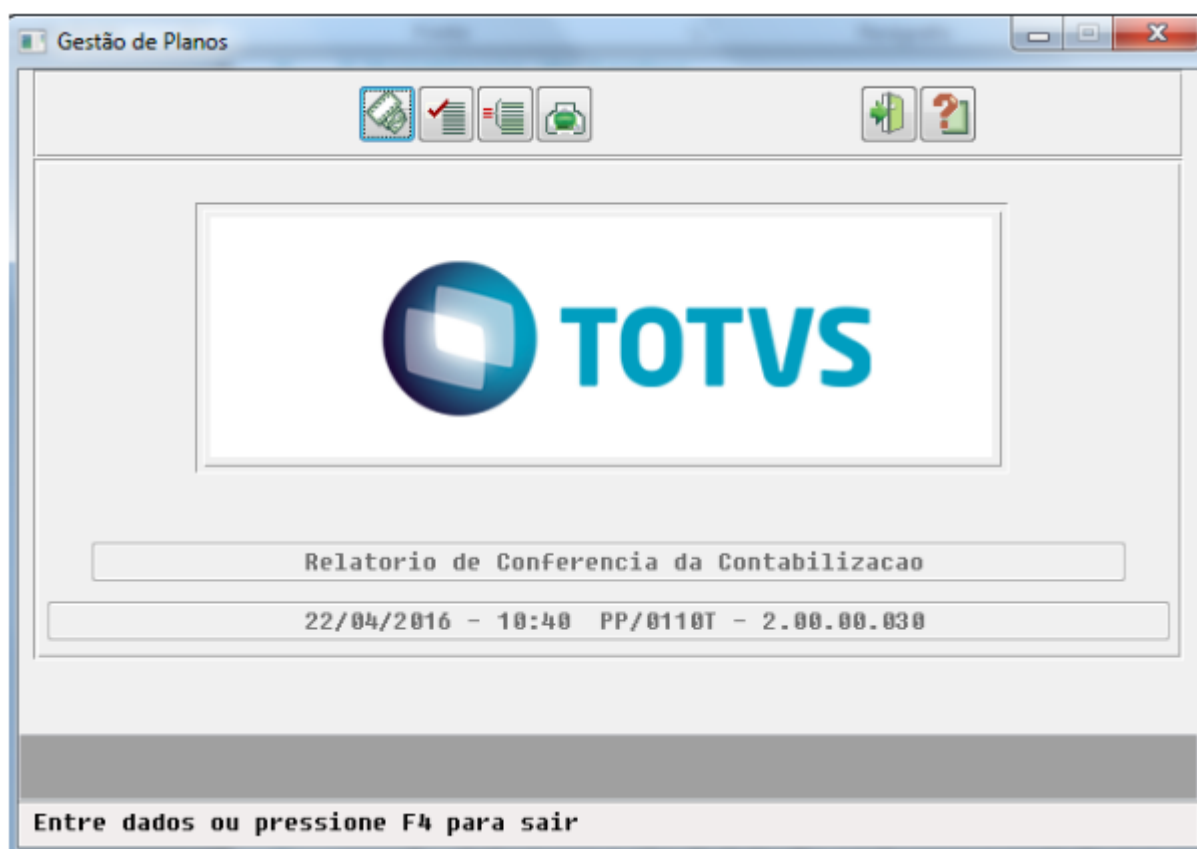 Gestão de Planos
TOTVS
Relatorio de Conferencia da Contabilizacao
22/04/2016 - 10:40 PP/0110T - 2.00.00.030
Entre dados ou pressione F4 para sair